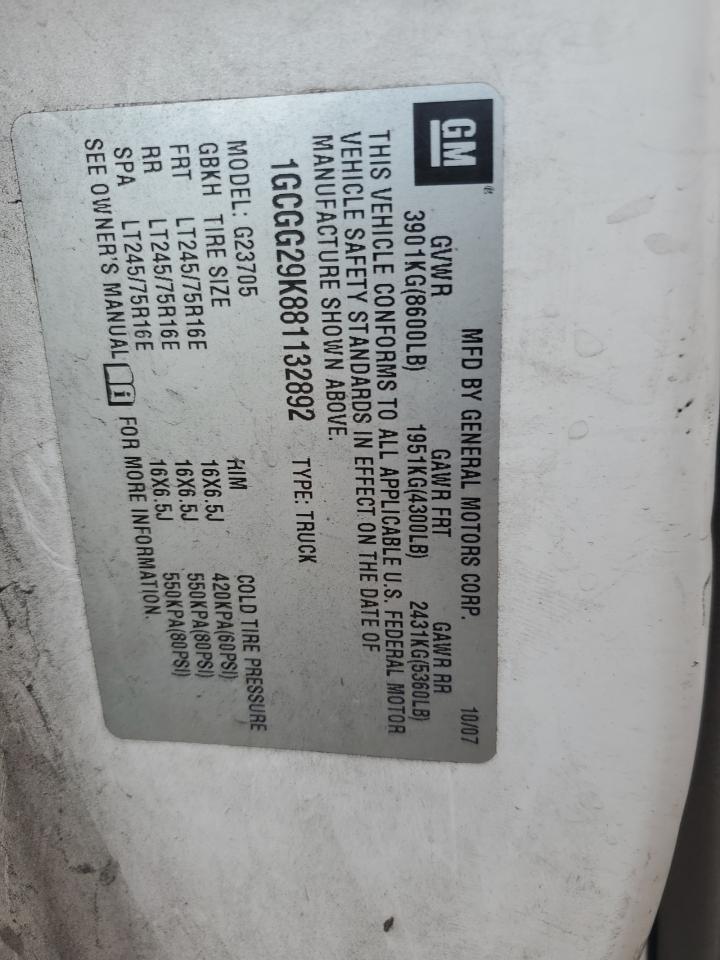 GM
®
MFD BY GENERAL MOTORS CORP. 10/07
GVWR GAWR FRT GAWR RR
3901KG(8600LB) 1951KG(4300LB) 2431KG(5360LB)
THIS VEHICLE CONFORMS TO ALL APPLICABLE U.S. FEDERAL MOTOR
VEHICLE SAFETY STANDARDS IN EFFECT ON THE DATE OF
MANUFACTURE SHOWN ABOVE.
1GCGG29K881132892 TYPE: TRUCK
MODEL: G23705
GBKH TIRE SIZE RIM COLD TIRE PRESSURE
FRT LT245/75R16E 16X6.5J 420KPA(60PSI)
RR LT245/75R16E 16X6.5J 550KPA(80PSI)
SPA LT245/75R16E 16X6.5J 550KPA(80PSI)
SEE OWNER'S MANUAL FOR MORE INFORMATION.